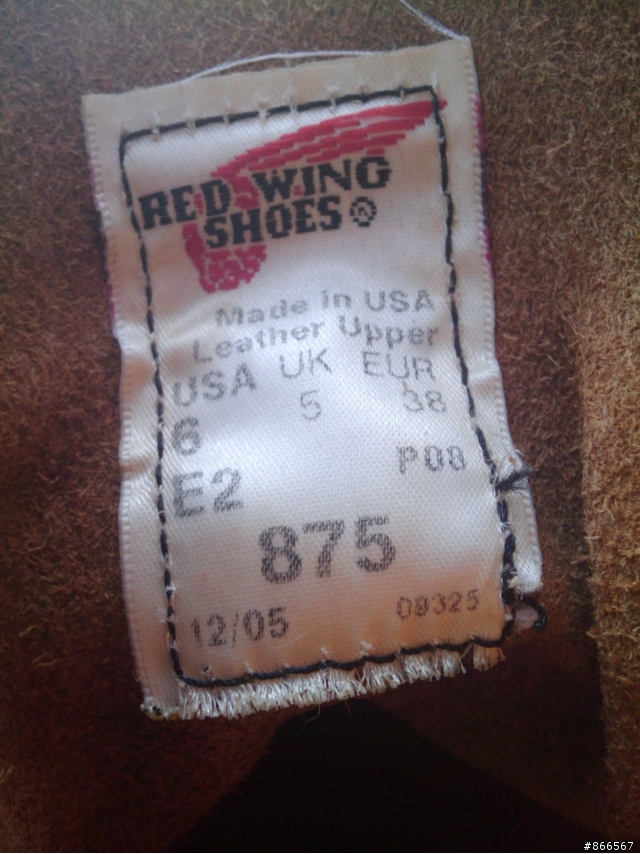 RED WING
SHOES ®
Made in USA
Leather Upper
USA UK EUR
6 5 38
E2 P00
875
12/05 09325
#866567